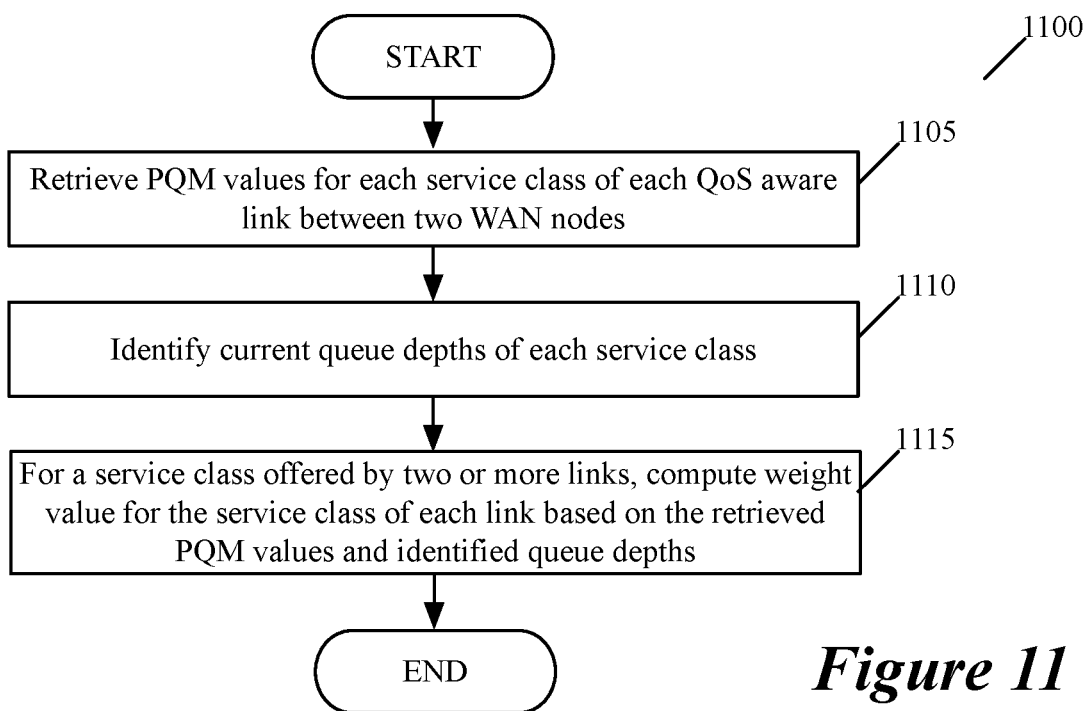 1100
START
1105
Retrieve PQM values for each service class of each QoS aware
link between two WAN nodes
1110
Identify current queue depths of each service class
1115
For a service class offered by two or more links, compute weight
value for the service class of each link based on the retrieved
PQM values and identified queue depths
END
Figure 11